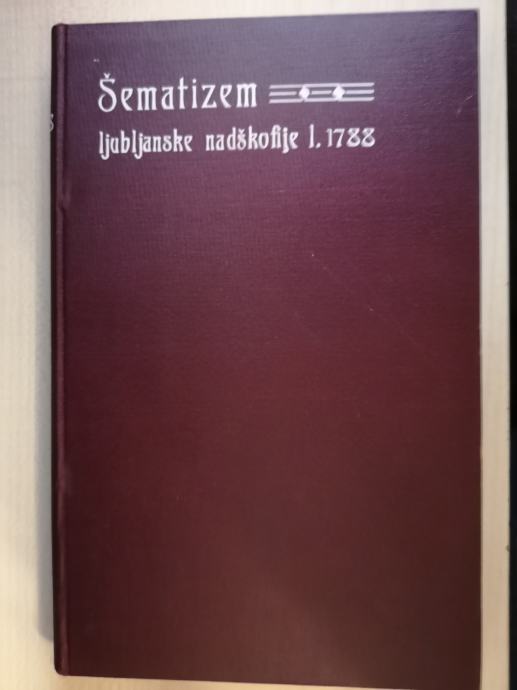 Šematizem
ljubljanske nadškofije l. 1788